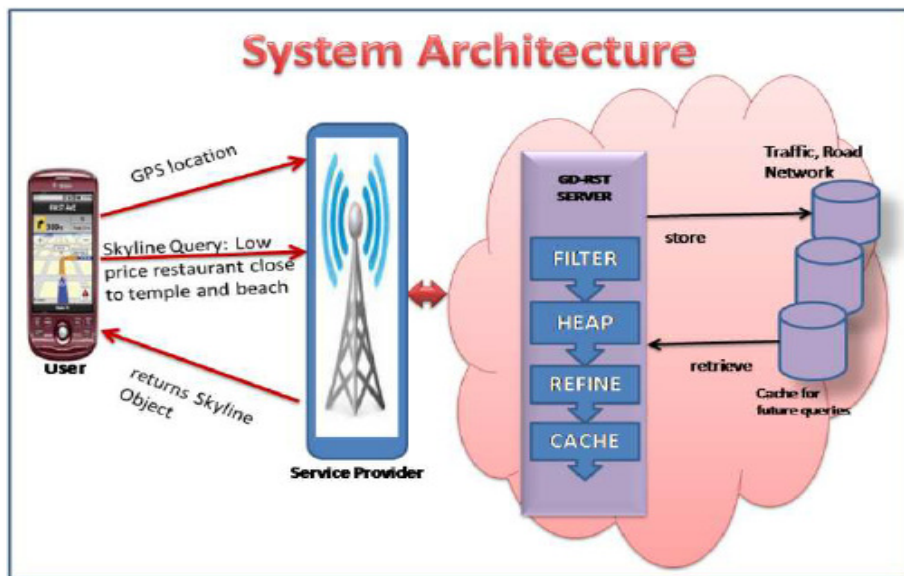 System Architecture
GPS location
Skyline Query: Low
price restaurant close
to temple and beach
returns Skyline
Object
User
Service Provider
GD-RST
SERVER
FILTER
HEAP
REFINE
CACHE
store
retrieve
Traffic, Road
Network
Cache for
future queries